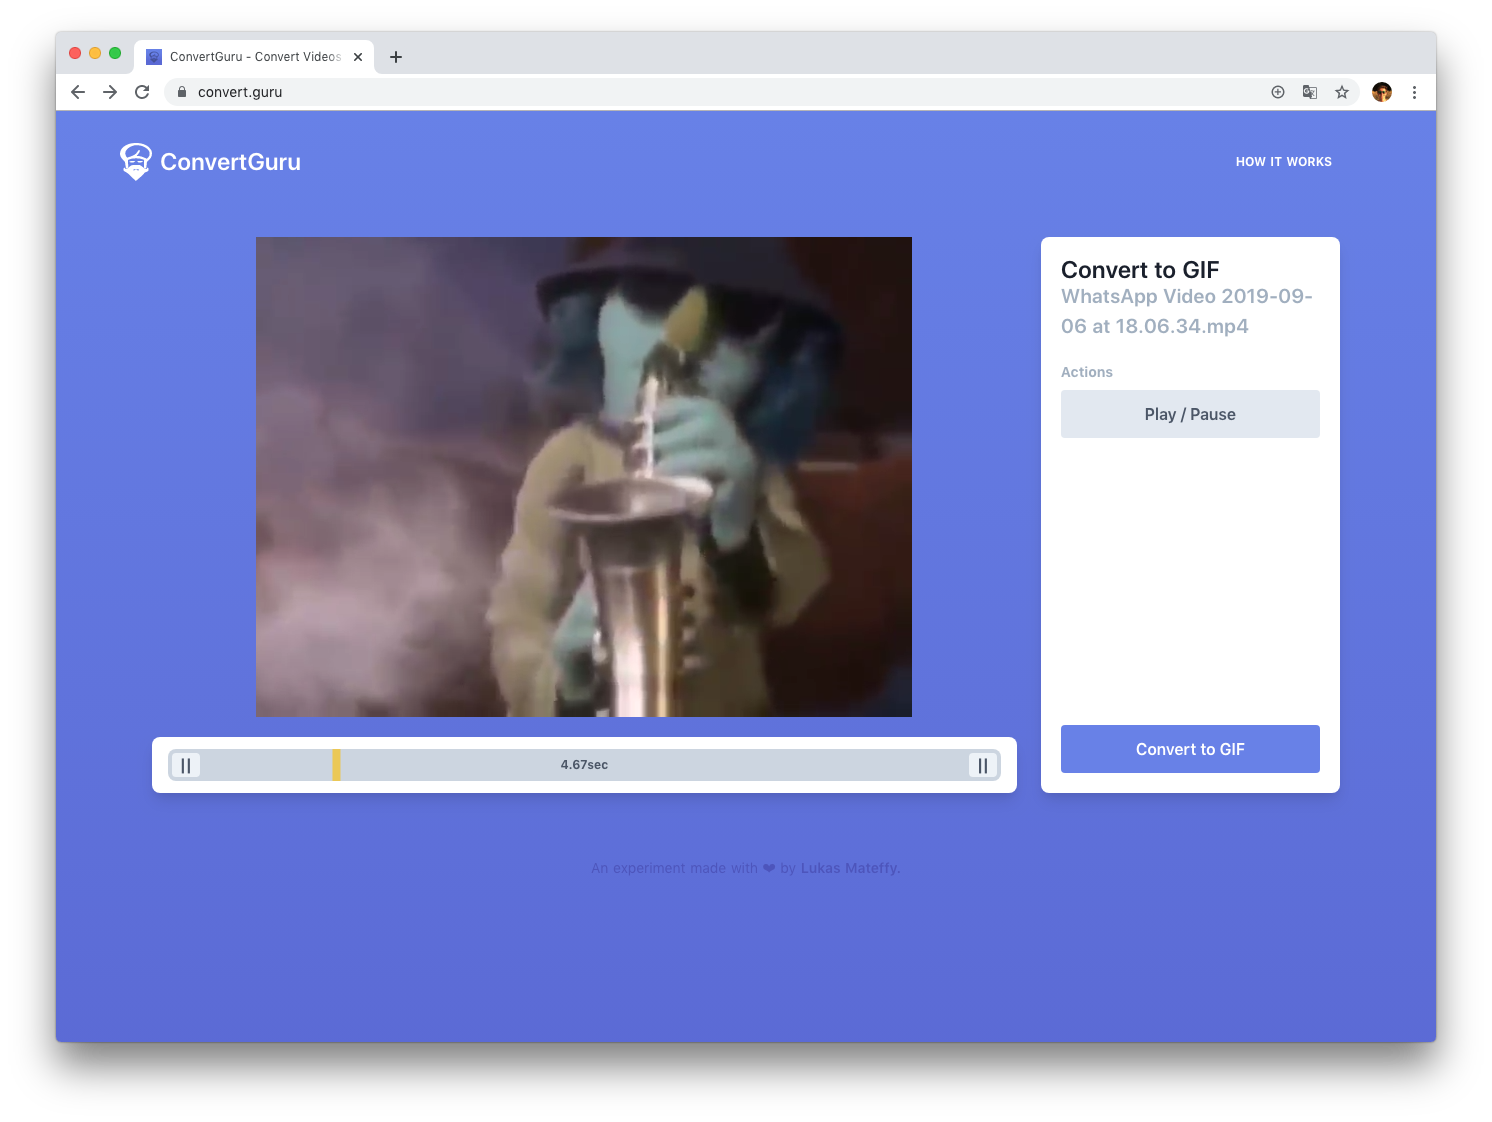 ConvertGuru - Convert Videos
convert.guru
ConvertGuru
HOW IT WORKS
Convert to GIF
WhatsApp Video 2019-09-
06 at 18.06.34.mp4
Actions
Play / Pause
Convert to GIF
4.67sec
An experiment made with ❤ by Lukas Mateffy.